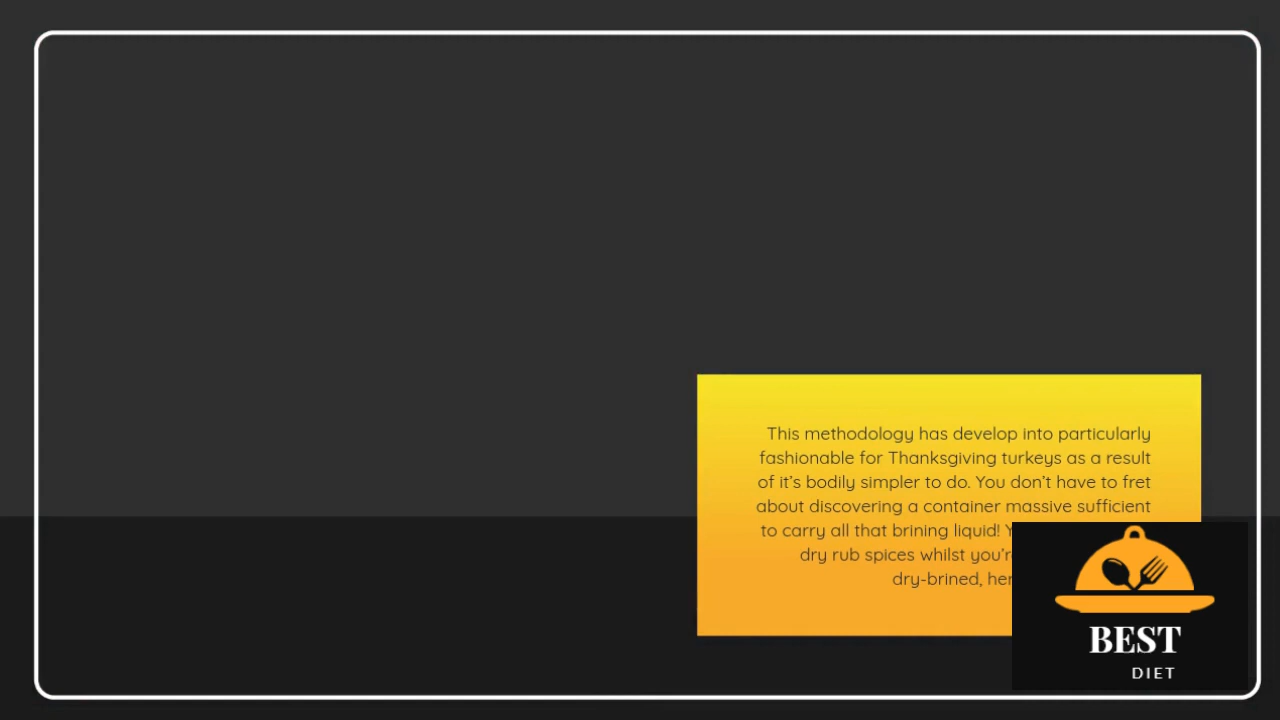 This methodology has develop into particularly
fashionable for Thanksgiving turkeys as a result
of it's bodily simpler to do. You don't have to fret
about discovering a container massive sufficient
to carry all that brining liquid!
dry rub spices whilst
dry-brined,
BEST
DIET